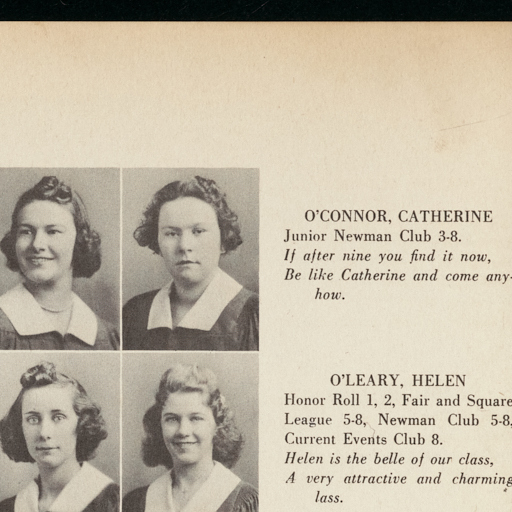 O'CONNOR, CATHERINE
Junior Newman Club 3-8.
If after nine you find it now,
Be like Catherine and come any-
how.
O'LEARY, HELEN
Honor Roll 1, 2, Fair and Square
League 5-8, Newman Club 5-8,
Current Events Club 8.
Helen is the belle of our class,
A very attractive and charming
lass.